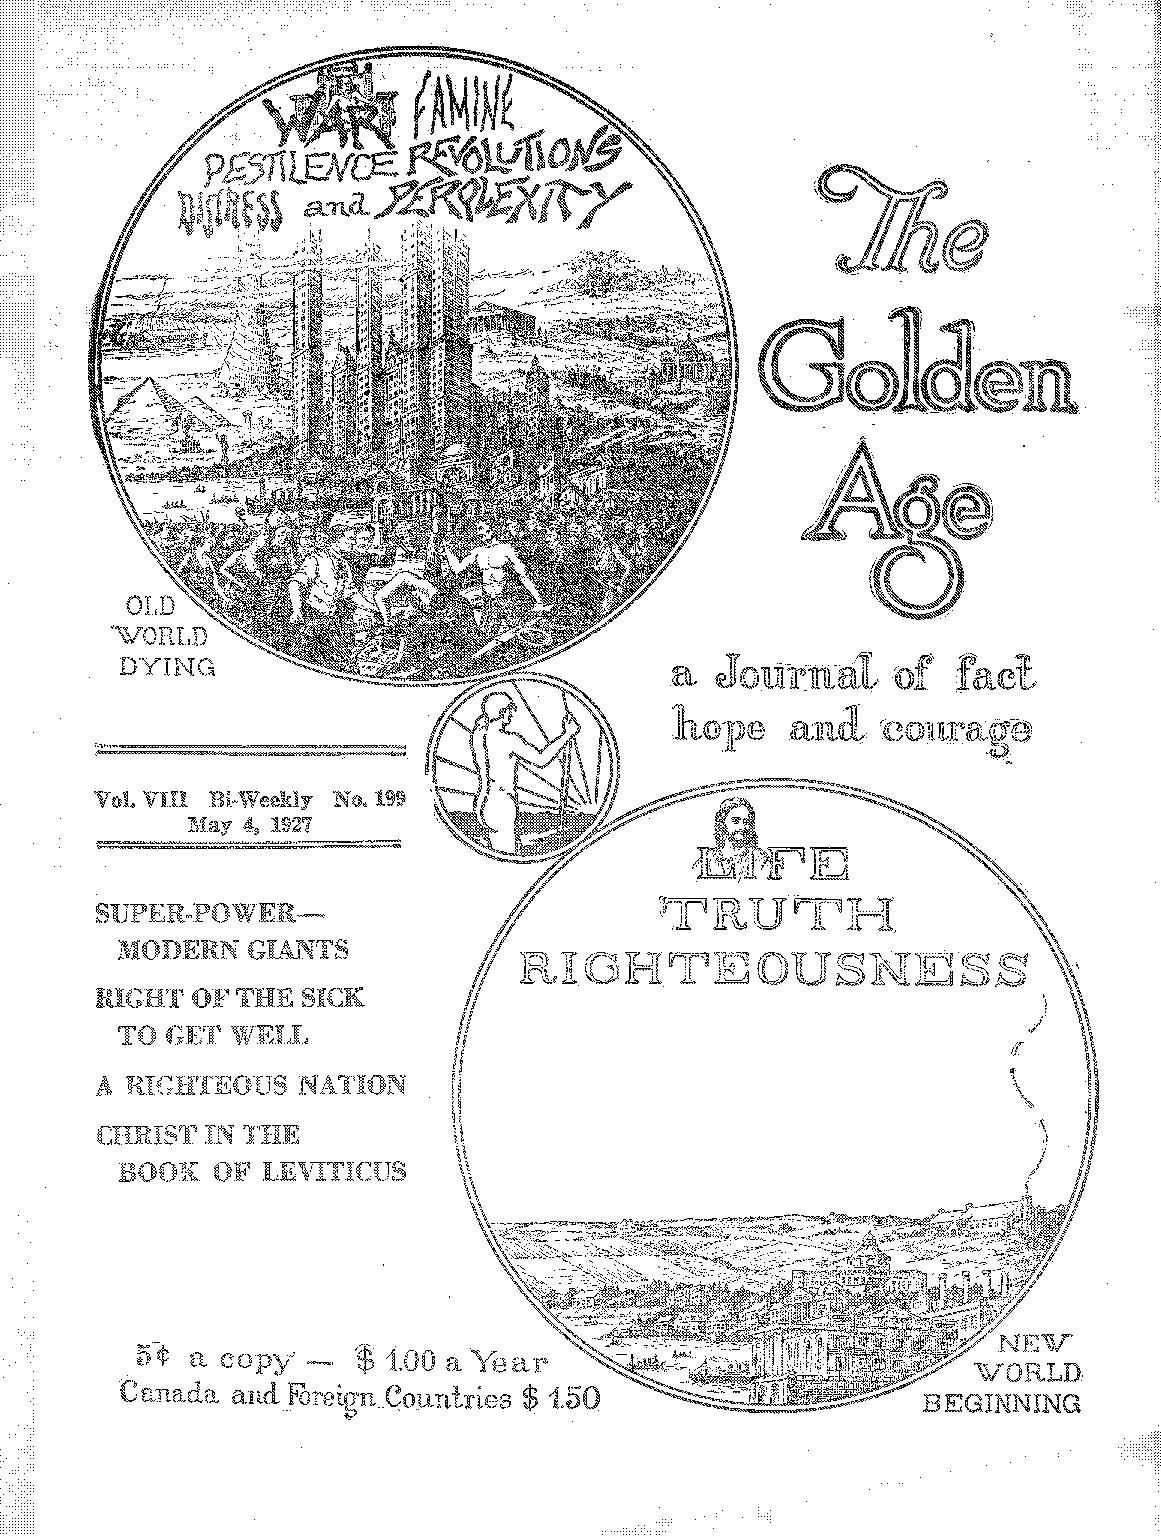 WAR FAMINE
PESTILENCE REVOLUTIONS
DISTRESS and PERPLEXITY
The
Golden
Age
OLD
WORLD
DYING
a Journal of fact
hope and courage
Vol. VIII Bi-Weekly No. 199
May 4, 1927
SUPER-POWER—
MODERN GIANTS
RIGHT OF THE SICK
TO GET WELL
A RIGHTEOUS NATION
CHRIST IN THE
BOOK OF LEVITICUS
LIFE
TRUTH
RIGHTEOUSNESS
5¢ a copy — $ 1.00 a Year
Canada and Foreign Countries $ 1.50
NEW
WORLD
BEGINNING